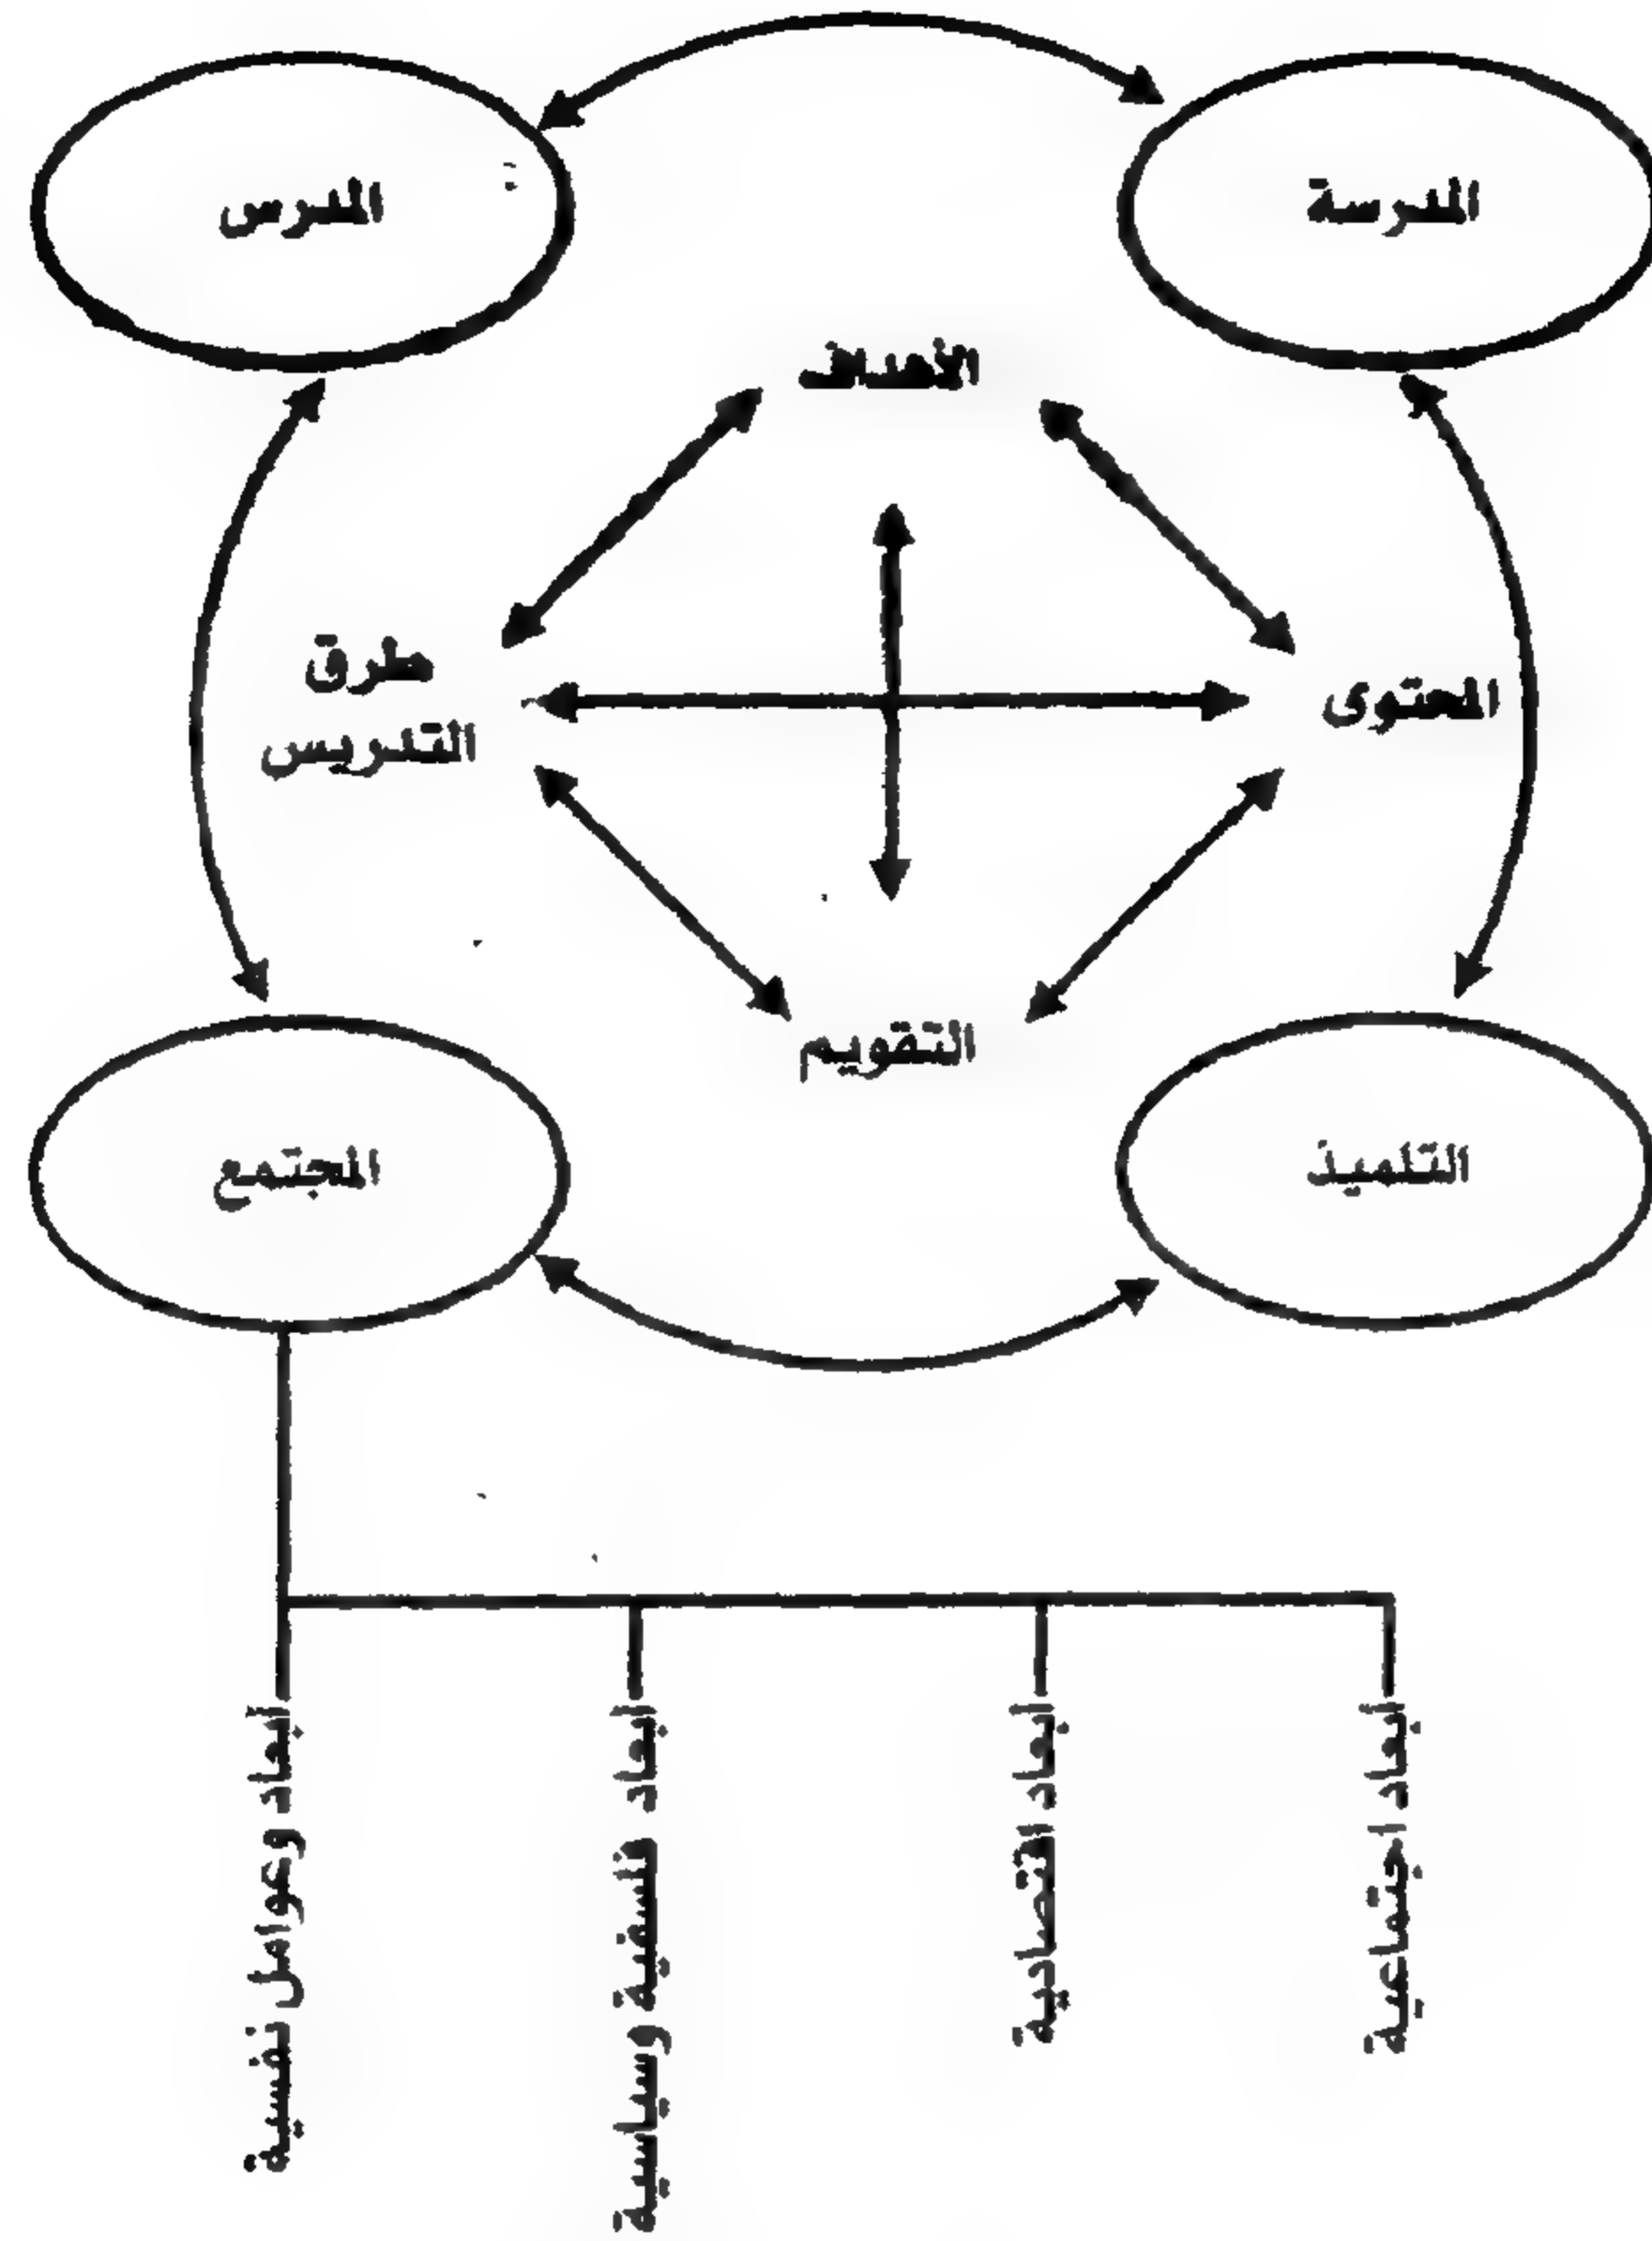 المدرسة
المدرس
الأهداف
المحتوى
طرق
التدريس
التقويم
التلميذ
المجتمع
أبعاد اجتماعية
أبعاد اقتصادية
أبعاد فلسفية وسياسية
أبعاد وعوامل نفسية